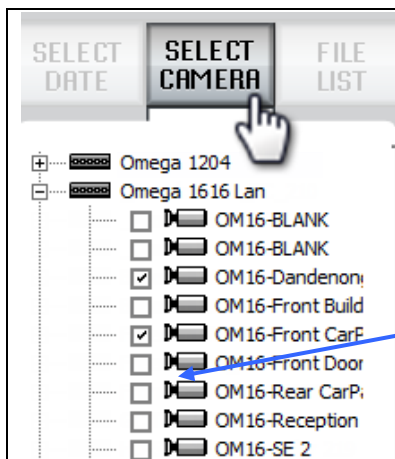 SELECT SELECT FILE
DATE CAMERA LIST
Omega 1204
Omega 1616 Lan
OM16-BLANK
OM16-BLANK
OM16-Dandenong
OM16-Front Build
OM16-Front CarP
OM16-Front Door
OM16-Rear CarPa
OM16-Reception
OM16-SE 2